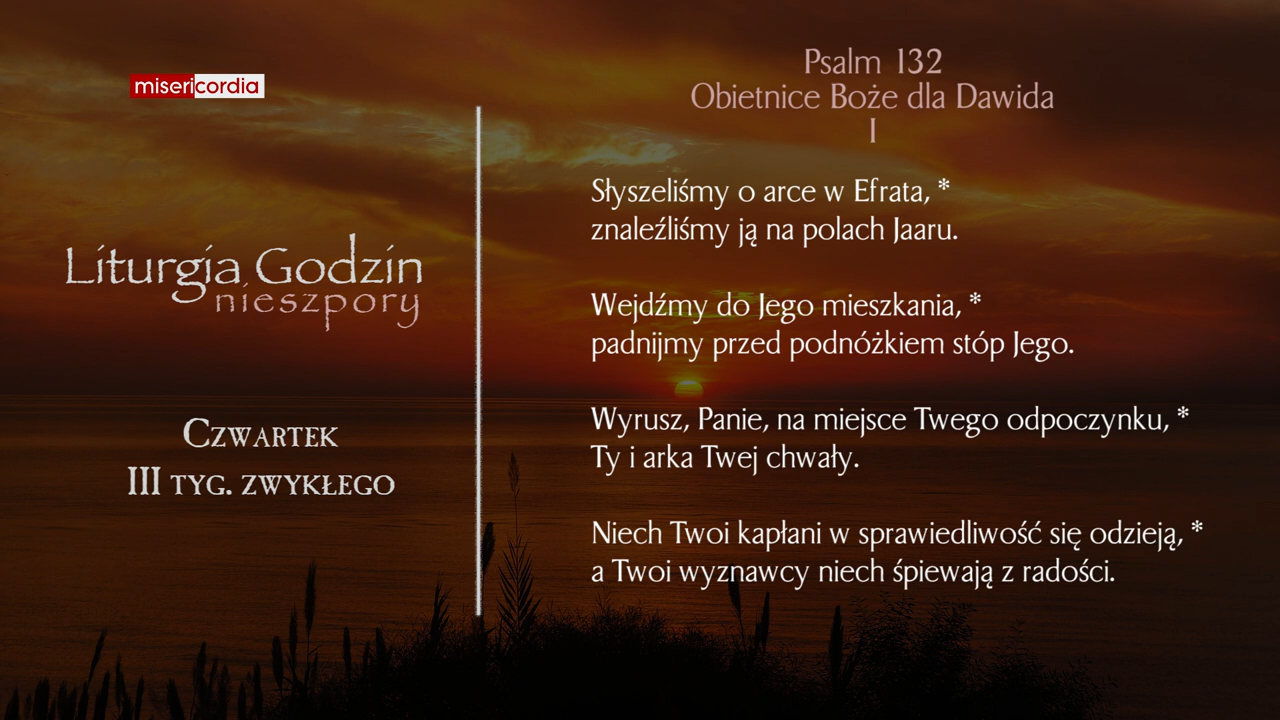 misericordia
Liturgia Godzin
nieszpory
Czwartek
III tyg. zwykłego
Psalm 132
Obietnice Boże dla Dawida
I
Słyszeliśmy o arce w Efrata, *
znaleźliśmy ją na polach Jaaru.
Wejdźmy do Jego mieszkania, *
padnijmy przed podnóżkiem stóp Jego.
Wyrusz, Panie, na miejsce Twego odpoczynku, *
Ty i arka Twej chwały.
Niech Twoi kapłani w sprawiedliwość się odzieją, *
a Twoi wyznawcy niech śpiewają z radości.